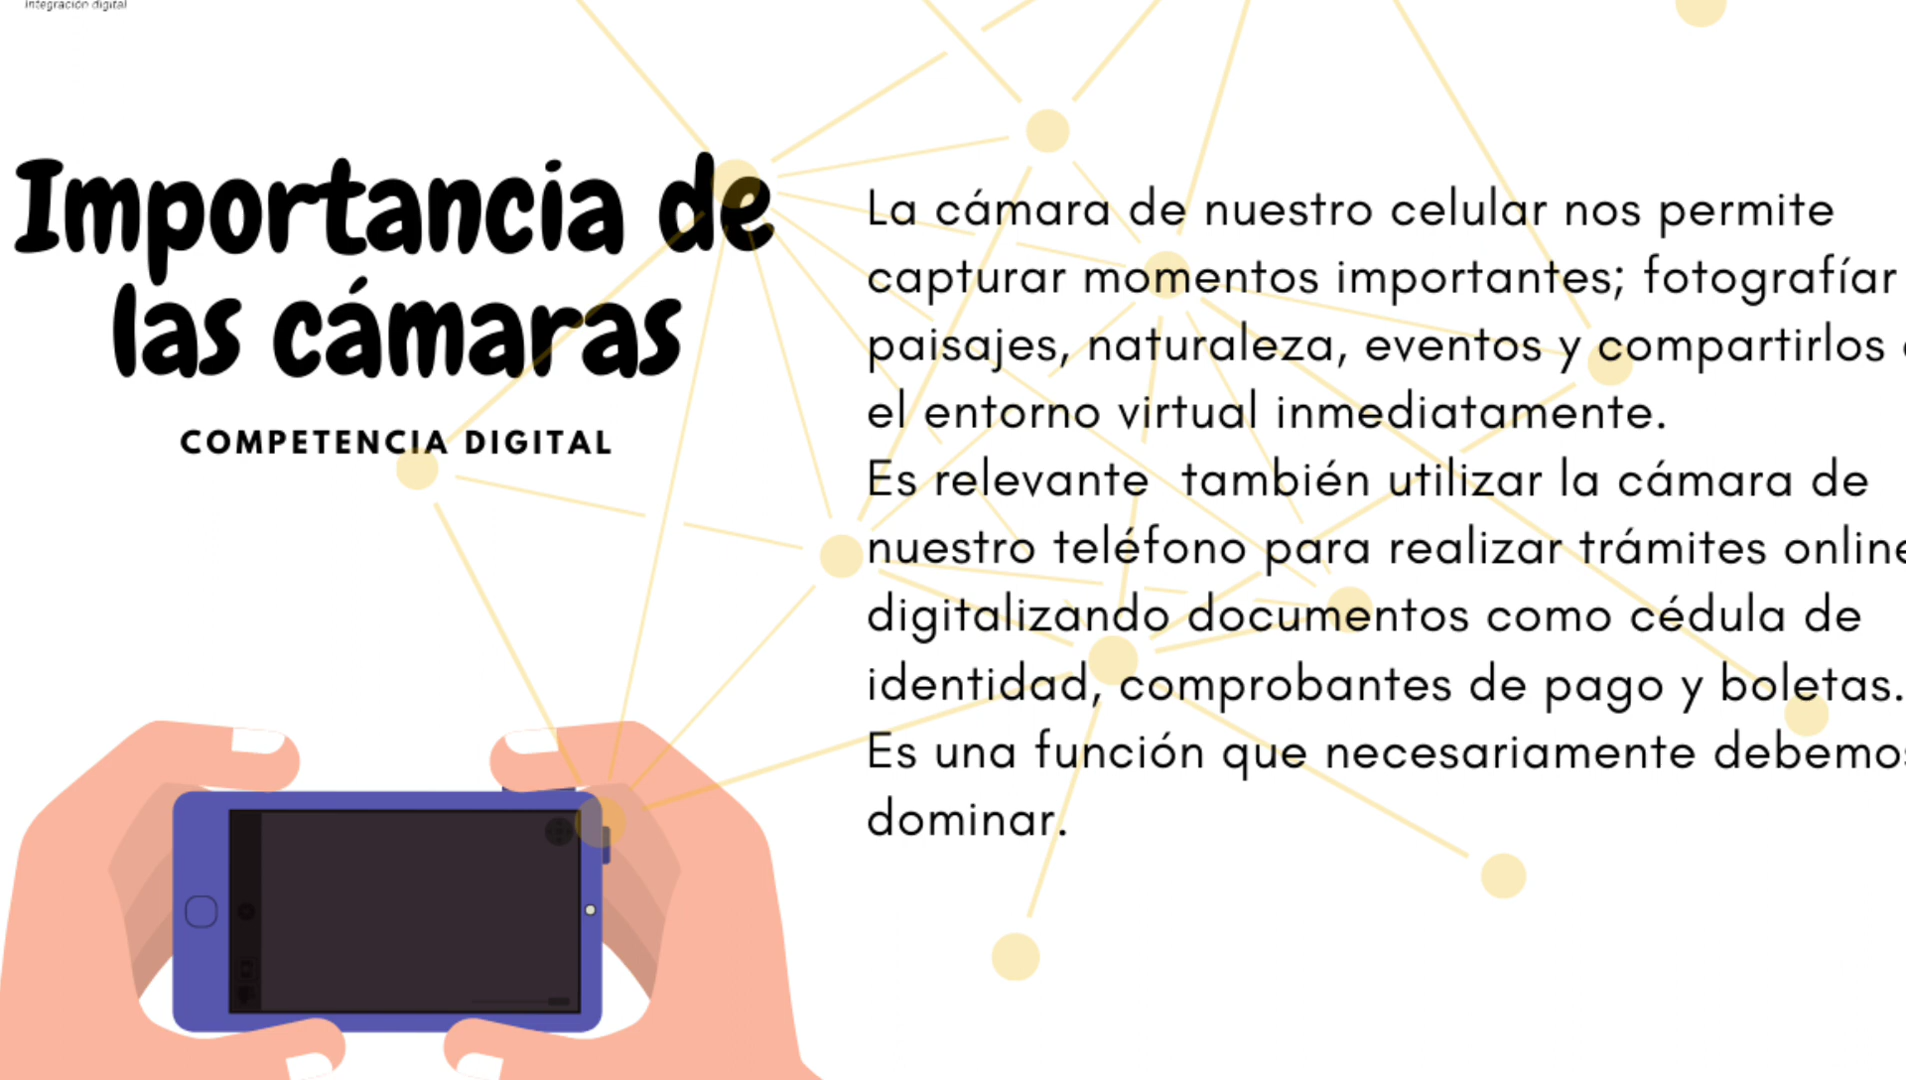 Integración digital
Importancia de
las cámaras
COMPETENCIA DIGITAL
La cámara de nuestro celular nos permite
capturar momentos importantes; fotografíar
paisajes, naturaleza, eventos y compartirlos
el entorno virtual inmediatamente.
Es relevante también utilizar la cámara de
nuestro teléfono para realizar trámites online
digitalizando documentos como cédula de
identidad, comprobantes de pago y boletas.
Es una función que necesariamente debemos
dominar.